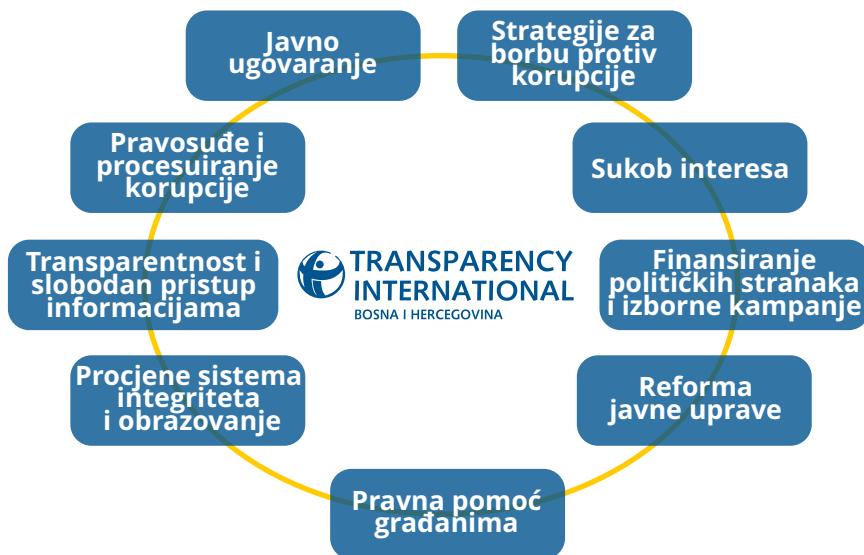 Javno
ugovaranje
Strategije za
borbu protiv
korupcije
Pravosuđe i
procesuiranje
korupcije
Sukob interesa
Transparentnost i
slobodan pristup
informacijama
TRANSPARENCY
INTERNATIONAL
BOSNA I HERCEGOVINA
Finansiranje
političkih stranaka
i izborne kampanje
Procjene sistema
integriteta
i obrazovanje
Reforma
javne uprave
Pravna pomoć
građanima